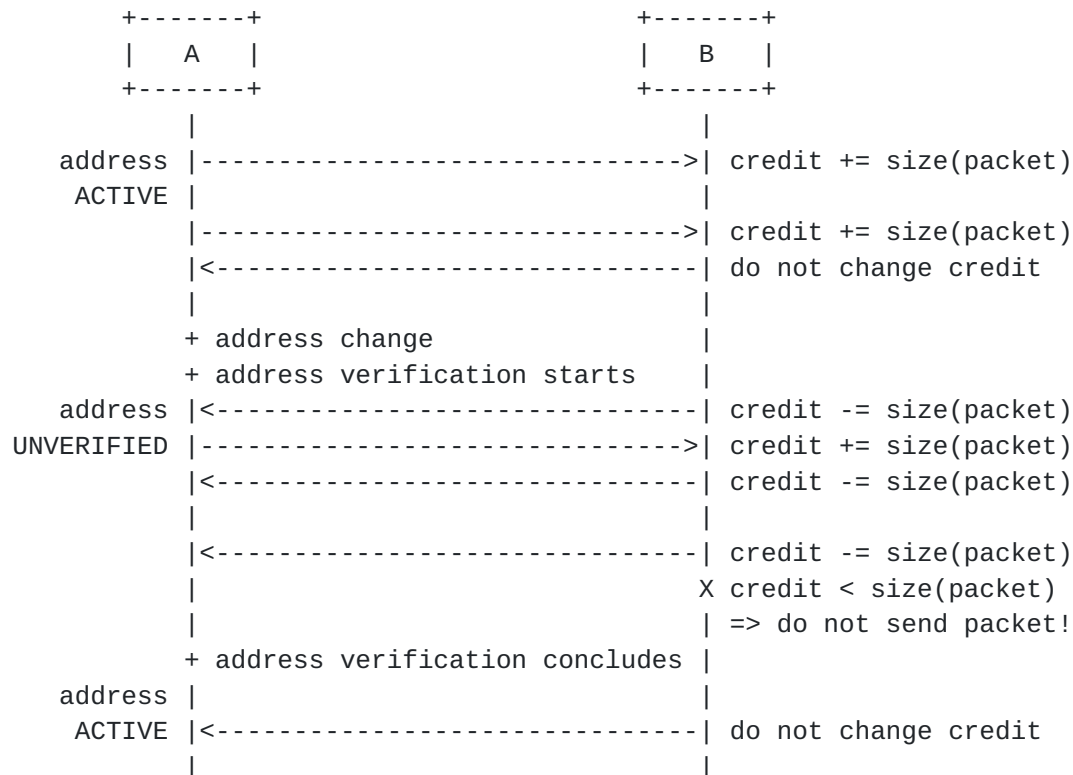 +-------+                        +-------+
|   A   |                        |   B   |
+-------+                        +-------+
    |                                |
address |------------------------------->| credit += size(packet)
ACTIVE |                                |
|------------------------------->| credit += size(packet)
|<-------------------------------| do not change credit
|                                |
+ address change                 |
+ address verification starts    |
address |<-------------------------------| credit -= size(packet)
UNVERIFIED |------------------------------->| credit += size(packet)
|<-------------------------------| credit -= size(packet)
|                                |
|<-------------------------------| credit -= size(packet)
|                                X credit < size(packet)
|                                | => do not send packet!
+ address verification concludes |
address |                                |
ACTIVE |<-------------------------------| do not change credit
|                                |